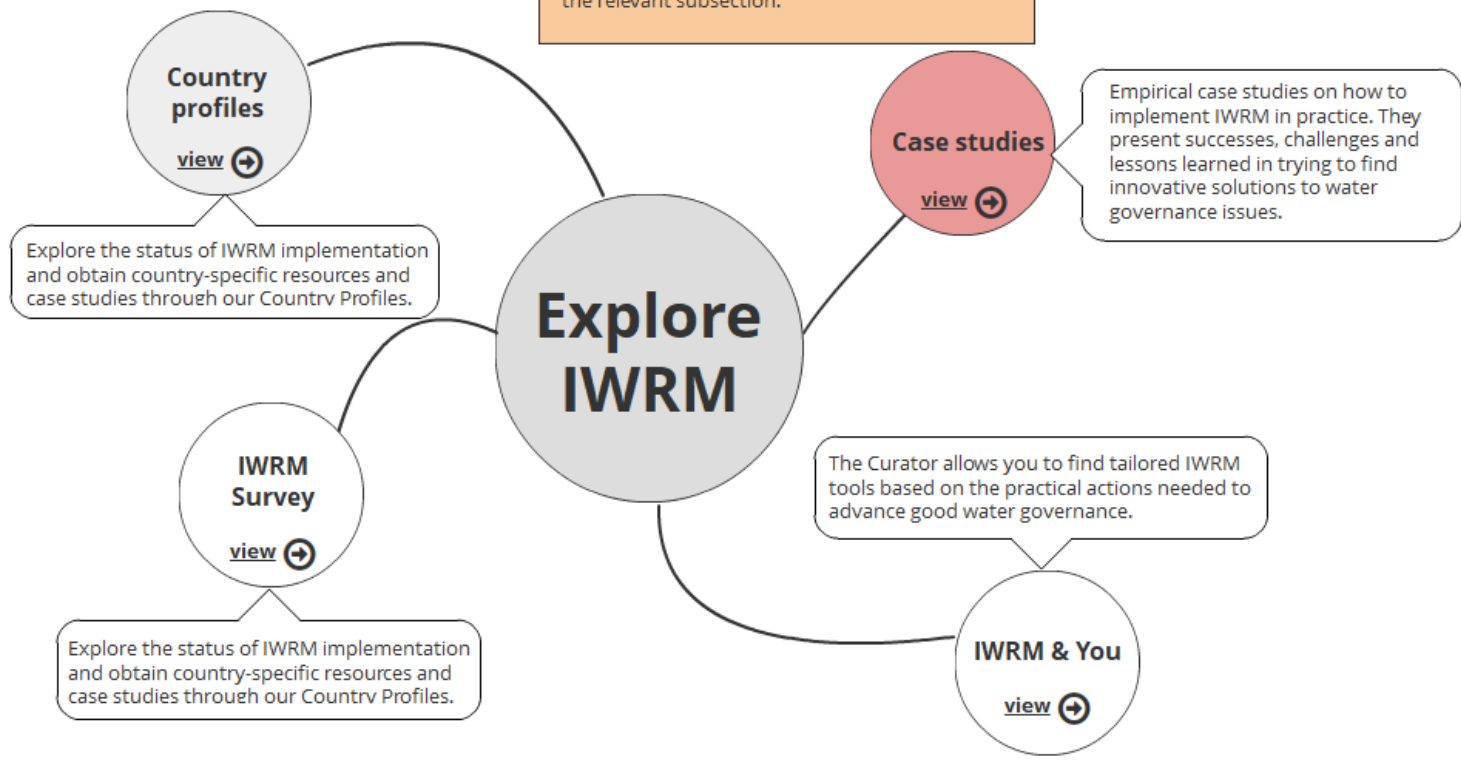 the relevant subsection.
Country
profiles
view
Explore the status of IWRM implementation
and obtain country-specific resources and
case studies through our Country Profiles.
Case studies
view
Empirical case studies on how to
implement IWRM in practice. They
present successes, challenges and
lessons learned in trying to find
innovative solutions to water
governance issues.
Explore
IWRM
IWRM
Survey
view
Explore the status of IWRM implementation
and obtain country-specific resources and
case studies through our Country Profiles.
The Curator allows you to find tailored IWRM
tools based on the practical actions needed to
advance good water governance.
IWRM & You
view